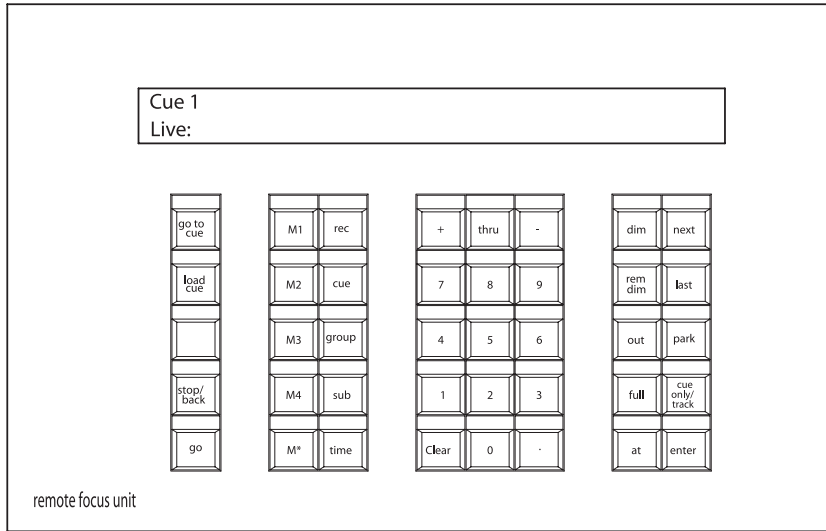 Cue 1
Live:
go to
cue
M1 rec + thru - dim next
load
cue
M2 cue 7 8 9 rem
dim
last
M3 group 4 5 6 out park
stop/
back
M4 sub 1 2 3 full cue
only/
track
go M* time Clear 0 . at enter
remote focus unit